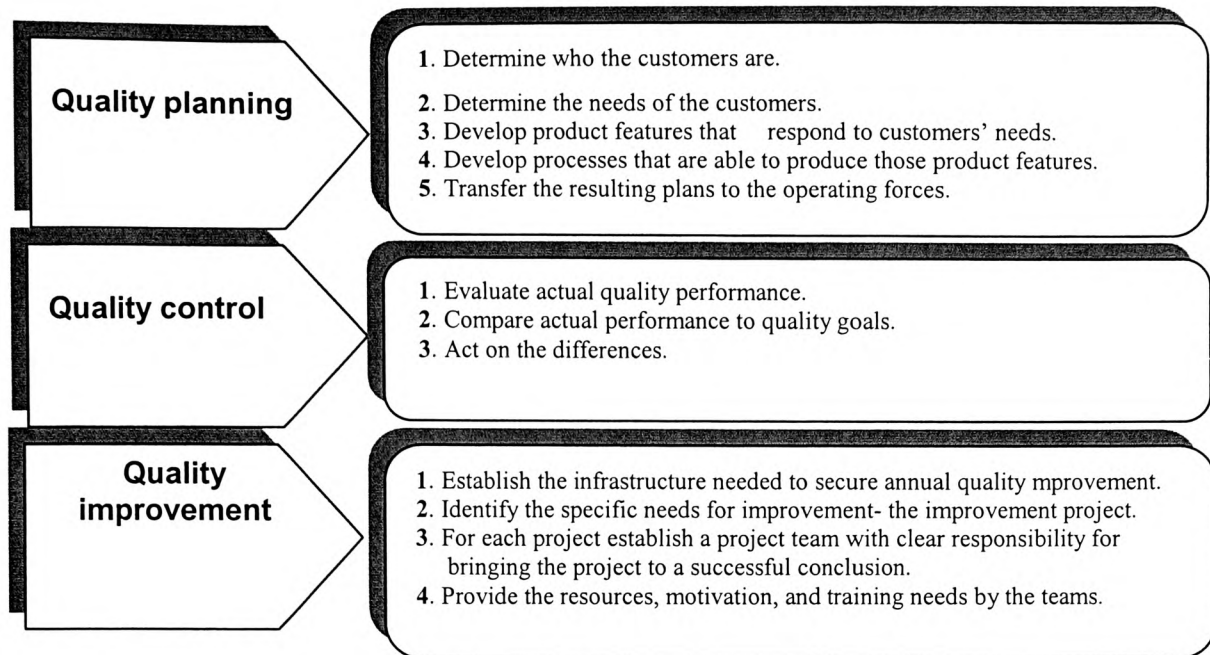 Quality planning
1. Determine who the customers are.
2. Determine the needs of the customers.
3. Develop product features that respond to customers’ needs.
4. Develop processes that are able to produce those product features.
5. Transfer the resulting plans to the operating forces.
Quality control
1. Evaluate actual quality performance.
2. Compare actual performance to quality goals.
3. Act on the differences.
Quality
improvement
1. Establish the infrastructure needed to secure annual quality mprovement.
2. Identify the specific needs for improvement- the improvement project.
3. For each project establish a project team with clear responsibility for
bringing the project to a successful conclusion.
4. Provide the resources, motivation, and training needs by the teams.